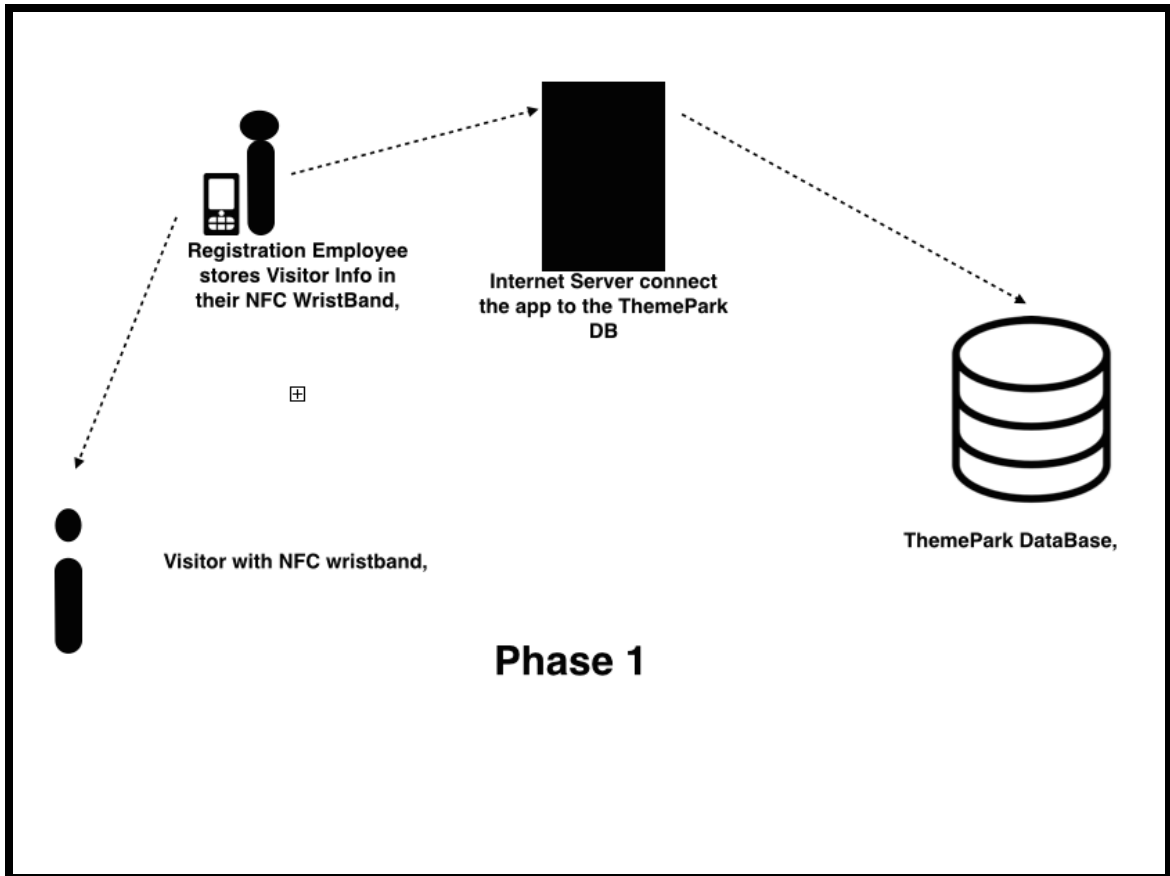 Registration Employee
stores Visitor Info in
their NFC WristBand,
Internet Server connect
the app to the ThemePark
DB
ThemePark DataBase,
Visitor with NFC wristband,
Phase 1